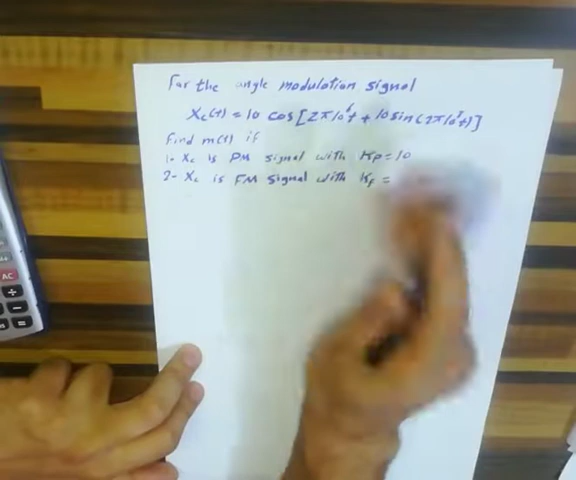 For the angle modulation signal
Xc(t) = 10 cos[2π10⁶t + 10 sin(2π10³t)]
Find m(t) if
1- Xc is PM signal with Kp = 10
2- Xc is FM signal with Kf =
AC